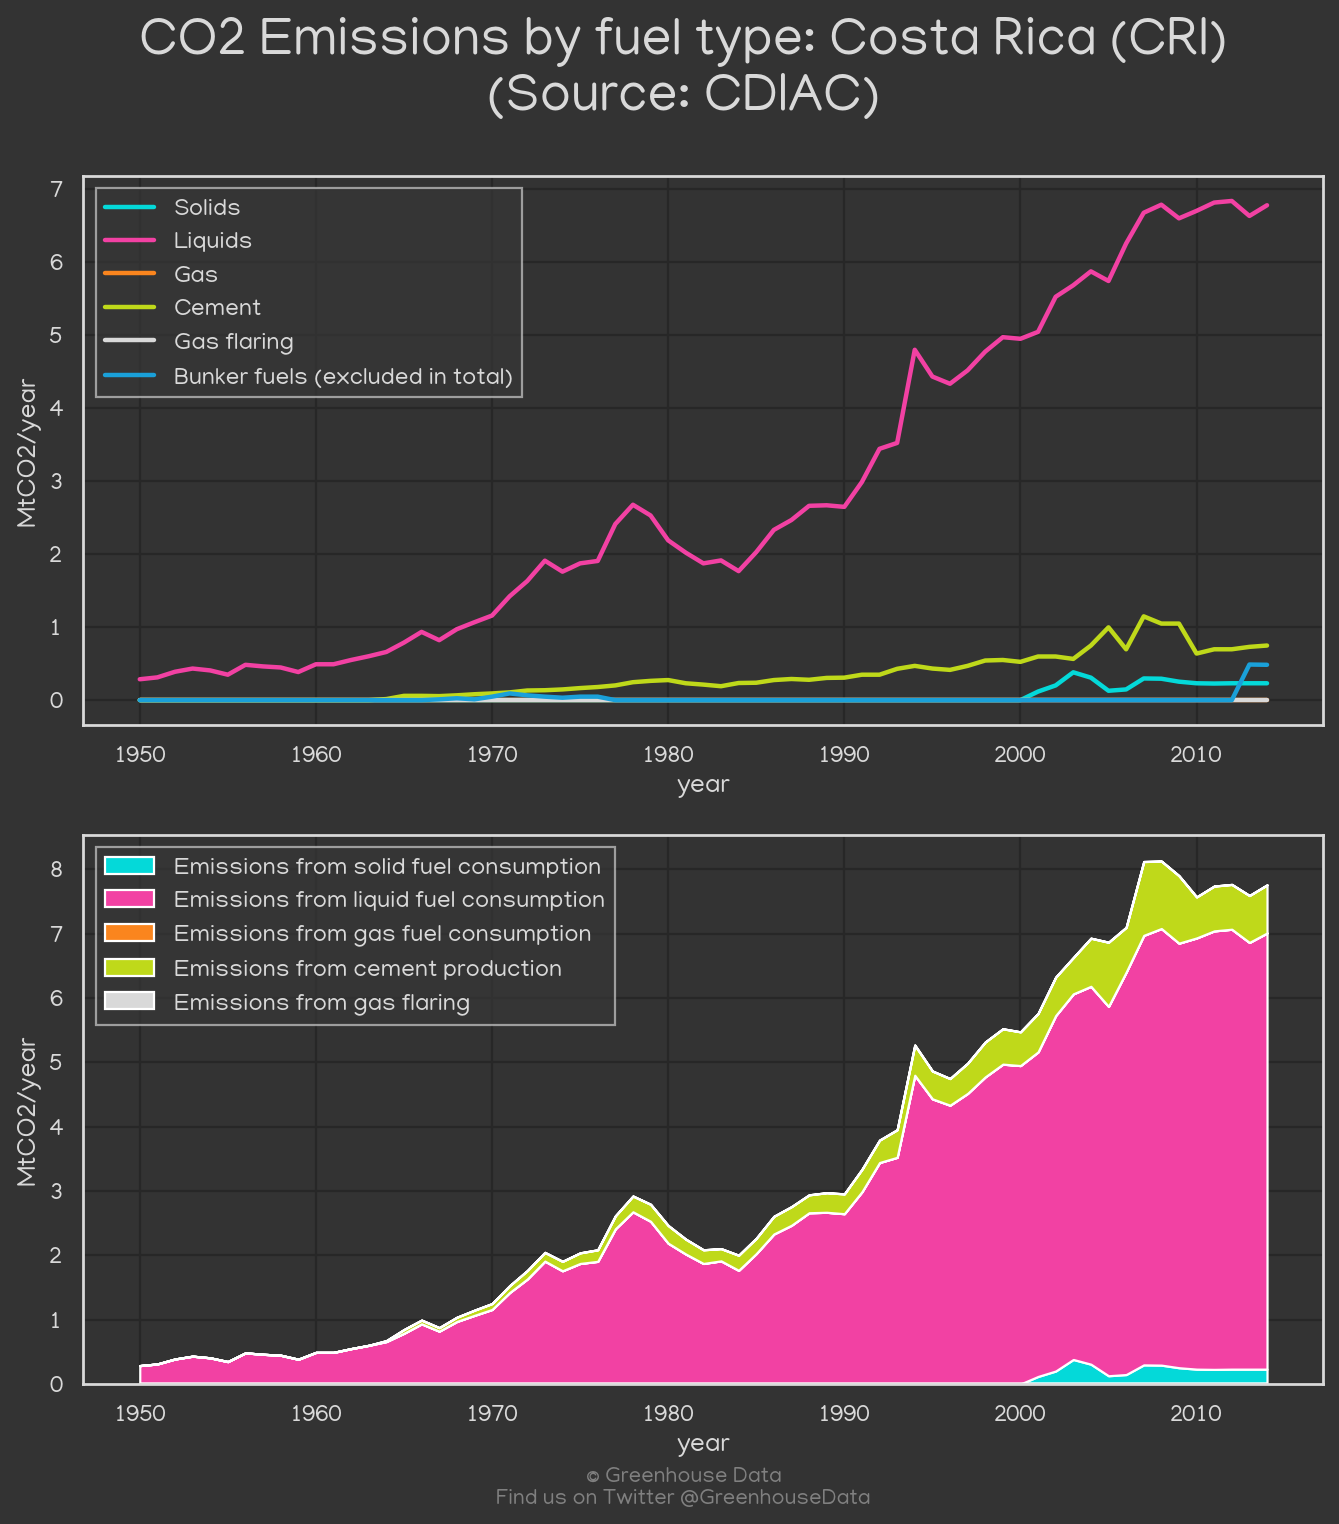 CO2 Emissions by fuel type: Costa Rica (CRI)
(Source: CDIAC)
7
6
5
4
3
2
1
0
MtCO2/year
Solids
Liquids
Gas
Cement
Gas flaring
Bunker fuels (excluded in total)
1950 1960 1970 1980 1990 2000 2010
year
8
7
6
5
4
3
2
1
0
MtCO2/year
Emissions from solid fuel consumption
Emissions from liquid fuel consumption
Emissions from gas fuel consumption
Emissions from cement production
Emissions from gas flaring
1950 1960 1970 1980 1990 2000 2010
year
© Greenhouse Data
Find us on Twitter @GreenhouseData